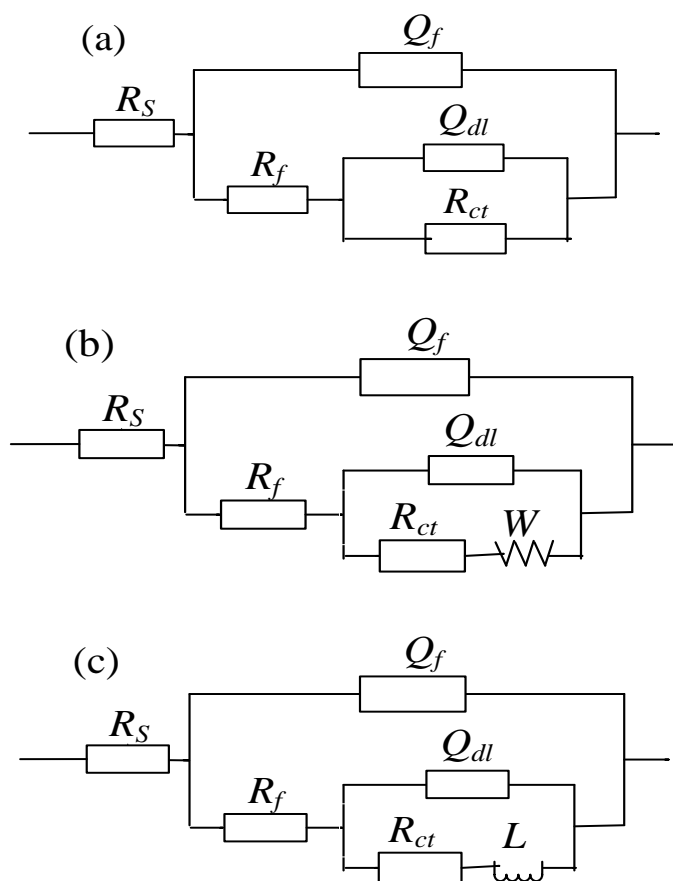 (a)
Q_f
R_S
Q_dl
R_f
R_ct
(b)
Q_f
R_S
Q_dl
R_f
R_ct W
(c)
Q_f
R_S
Q_dl
R_f
R_ct L